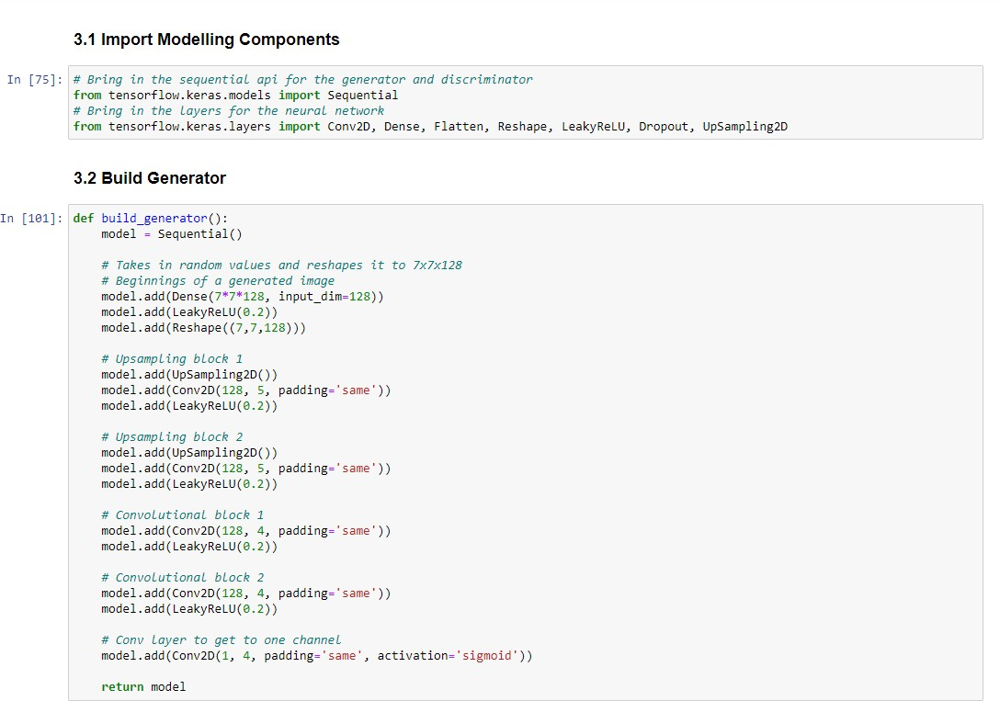 3.1 Import Modelling Components
In [75]: # Bring in the sequential api for the generator and discriminator
from tensorflow.keras.models import Sequential
# Bring in the layers for the neural network
from tensorflow.keras.layers import Conv2D, Dense, Flatten, Reshape, LeakyReLU, Dropout, UpSampling2D
3.2 Build Generator
In [101]: def build_generator():
    model = Sequential()

    # Takes in random values and reshapes it to 7x7x128
    # Beginnings of a generated image
    model.add(Dense(7*7*128, input_dim=128))
    model.add(LeakyReLU(0.2))
    model.add(Reshape((7,7,128)))

    # Upsampling block 1
    model.add(UpSampling2D())
    model.add(Conv2D(128, 5, padding='same'))
    model.add(LeakyReLU(0.2))

    # Upsampling block 2
    model.add(UpSampling2D())
    model.add(Conv2D(128, 5, padding='same'))
    model.add(LeakyReLU(0.2))

    # Convolutional block 1
    model.add(Conv2D(128, 4, padding='same'))
    model.add(LeakyReLU(0.2))

    # Convolutional block 2
    model.add(Conv2D(128, 4, padding='same'))
    model.add(LeakyReLU(0.2))

    # Conv layer to get to one channel
    model.add(Conv2D(1, 4, padding='same', activation='sigmoid'))

    return model